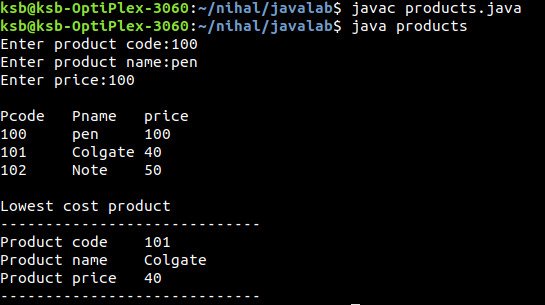 ksb@ksb-OptiPlex-3060:~/nihal/javalab$ javac products.java
ksb@ksb-OptiPlex-3060:~/nihal/javalab$ java products
Enter product code:100
Enter product name:pen
Enter price:100
Pcode Pname price
100 pen 100
101 Colgate 40
102 Note 50
Lowest cost product
-----------------------------
Product code 101
Product name Colgate
Product price 40
-----------------------------